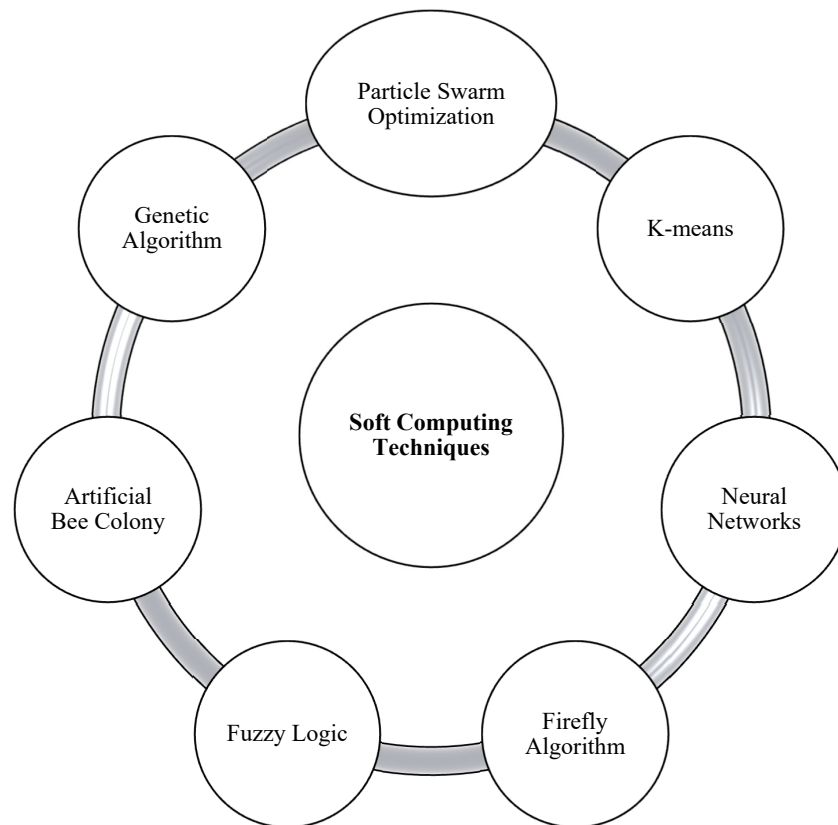 Particle Swarm
Optimization
Genetic
Algorithm
K-means
Soft Computing
Techniques
Artificial
Bee Colony
Neural
Networks
Fuzzy Logic
Firefly
Algorithm